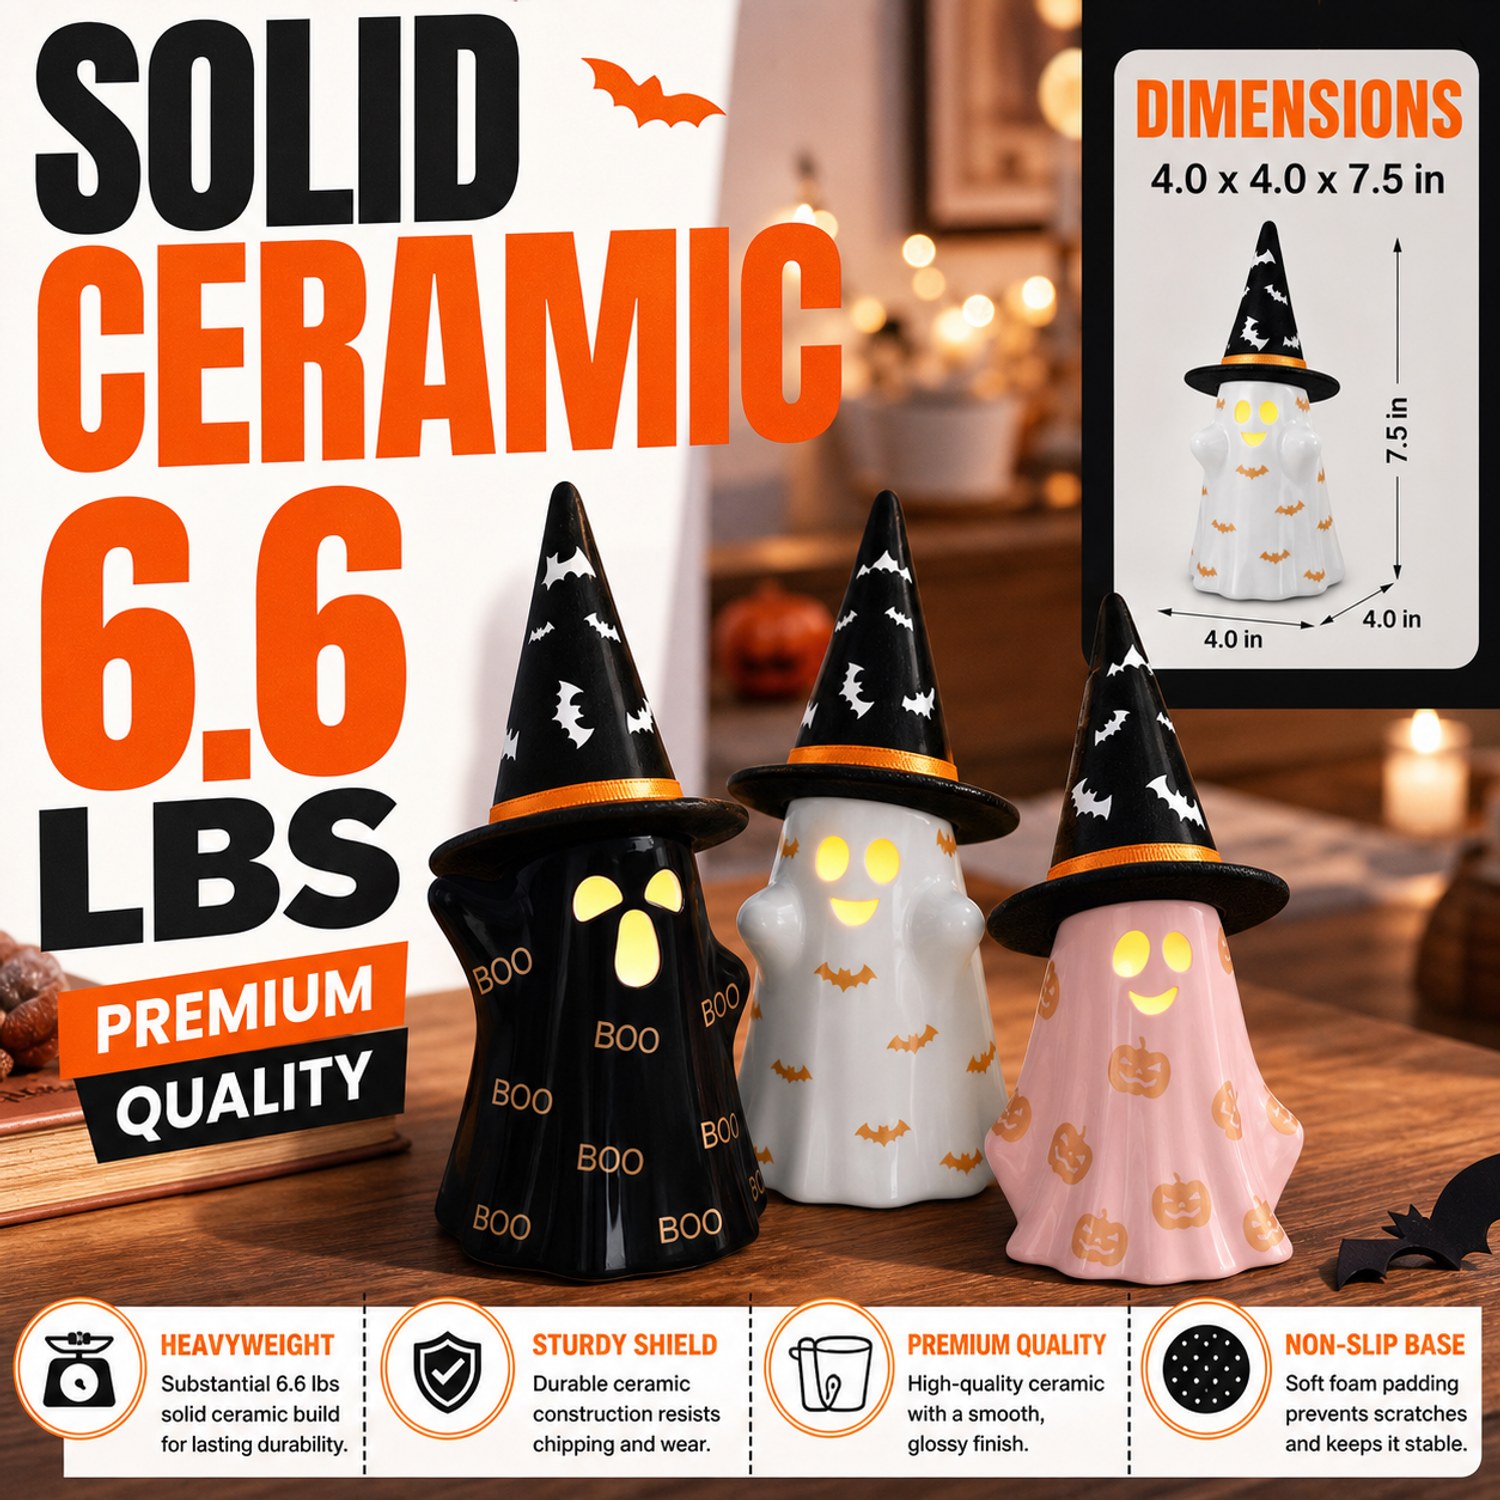 SOLID
CERAMIC
6.6
LBS
PREMIUM
QUALITY
DIMENSIONS
4.0 x 4.0 x 7.5 in
7.5 in
4.0 in
4.0 in
BOO
BOO
BOO
BOO
BOO
BOO
BO
BOO
BOO
HEAVYWEIGHT
Substantial 6.6 lbs
solid ceramic build
for lasting durability.
STURDY SHIELD
Durable ceramic
construction resists
chipping and wear.
PREMIUM QUALITY
High-quality ceramic
with a smooth,
glossy finish.
NON-SLIP BASE
Soft foam padding
prevents scratches
and keeps it stable.